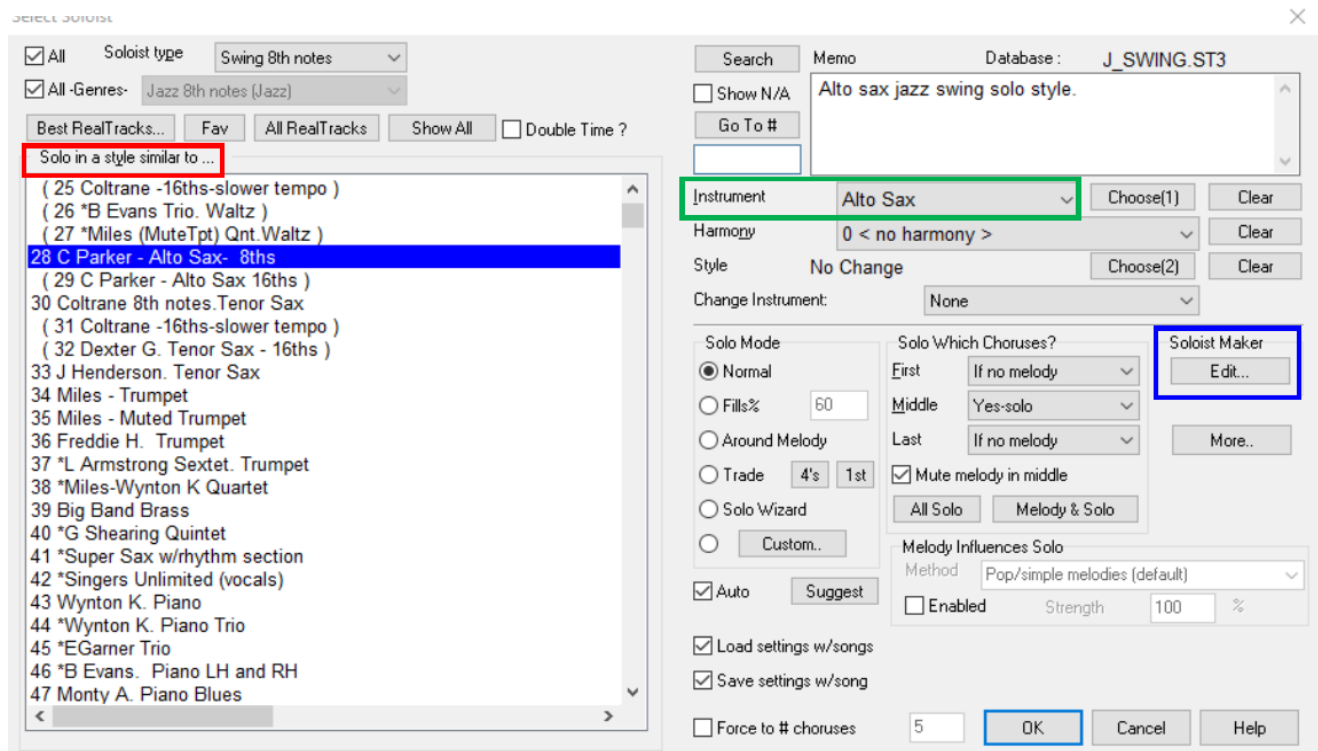 Select Soloist
All Soloist type Swing 8th notes
All -Genres- Jazz 8th notes (Jazz)
Best RealTracks... Fav All RealTracks Show All Double Time ?
Solo in a style similar to ...
( 25 Coltrane -16ths-slower tempo )
( 26 *B Evans Trio. Waltz )
( 27 *Miles (MuteTpt) Qnt.Waltz )
28 C Parker - Alto Sax- 8ths
( 29 C Parker - Alto Sax 16ths )
30 Coltrane 8th notes.Tenor Sax
( 31 Coltrane -16ths-slower tempo )
( 32 Dexter G. Tenor Sax - 16ths )
33 J Henderson. Tenor Sax
34 Miles - Trumpet
35 Miles - Muted Trumpet
36 Freddie H. Trumpet
37 *L Armstrong Sextet. Trumpet
38 *Miles-Wynton K Quartet
39 Big Band Brass
40 *G Shearing Quintet
41 *Super Sax w/rhythm section
42 *Singers Unlimited (vocals)
43 Wynton K. Piano
44 *Wynton K. Piano Trio
45 *EGarner Trio
46 *B Evans. Piano LH and RH
47 Monty A. Piano Blues
Search Memo Database : J_SWING.ST3
Show N/A
Go To #
Alto sax jazz swing solo style.
Instrument Alto Sax Choose(1) Clear
Harmony 0 < no harmony > Clear
Style No Change Choose(2) Clear
Change Instrument: None
Solo Mode
Normal
Fills% 60
Around Melody
Trade 4's 1st
Solo Wizard
Custom..
Auto Suggest
Solo Which Choruses?
First If no melody
Middle Yes-solo
Last If no melody
Mute melody in middle
All Solo Melody & Solo
Soloist Maker
Edit...
More..
Melody Influences Solo
Method Pop/simple melodies (default)
Enabled Strength 100 %
Load settings w/songs
Save settings w/song
Force to # choruses 5 OK Cancel Help